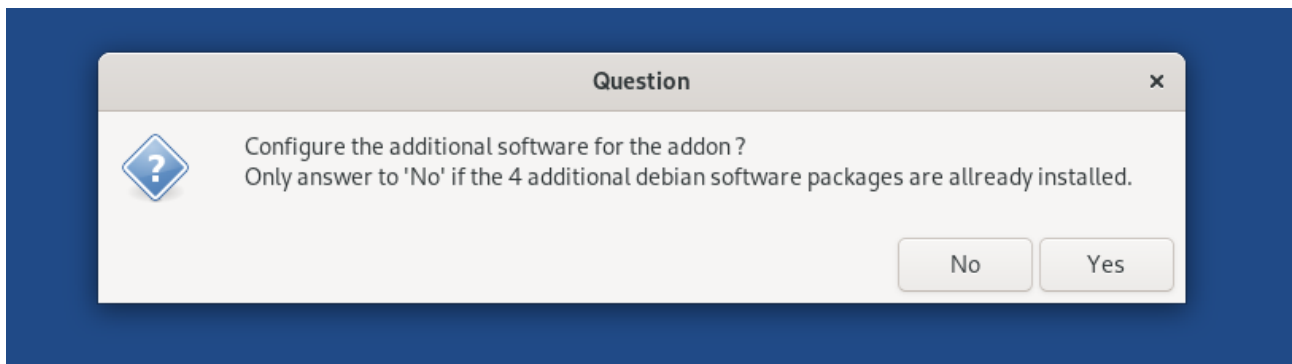 Question
×
?
Configure the additional software for the addon ?
Only answer to 'No' if the 4 additional debian software packages are allready installed.
No
Yes